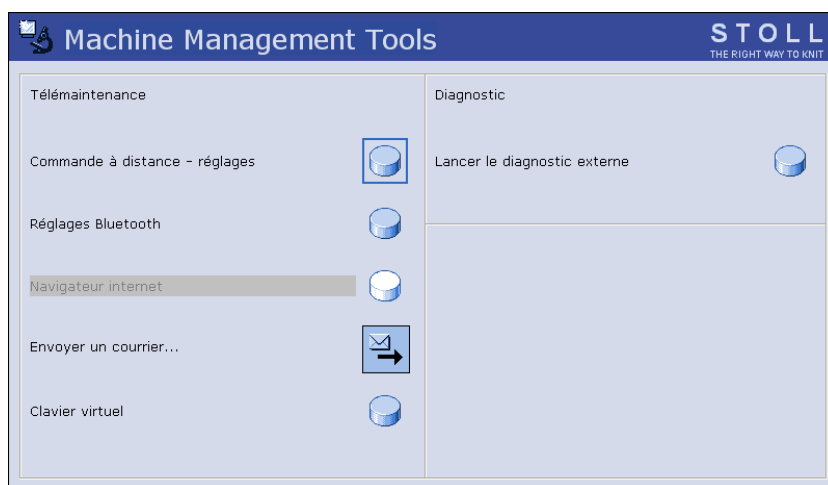 Machine Management Tools
STOLL
THE RIGHT WAY TO KNIT
Télémaintenance
Commande à distance - réglages
Réglages Bluetooth
Navigateur internet
Envoyer un courrier...
Clavier virtuel
Diagnostic
Lancer le diagnostic externe